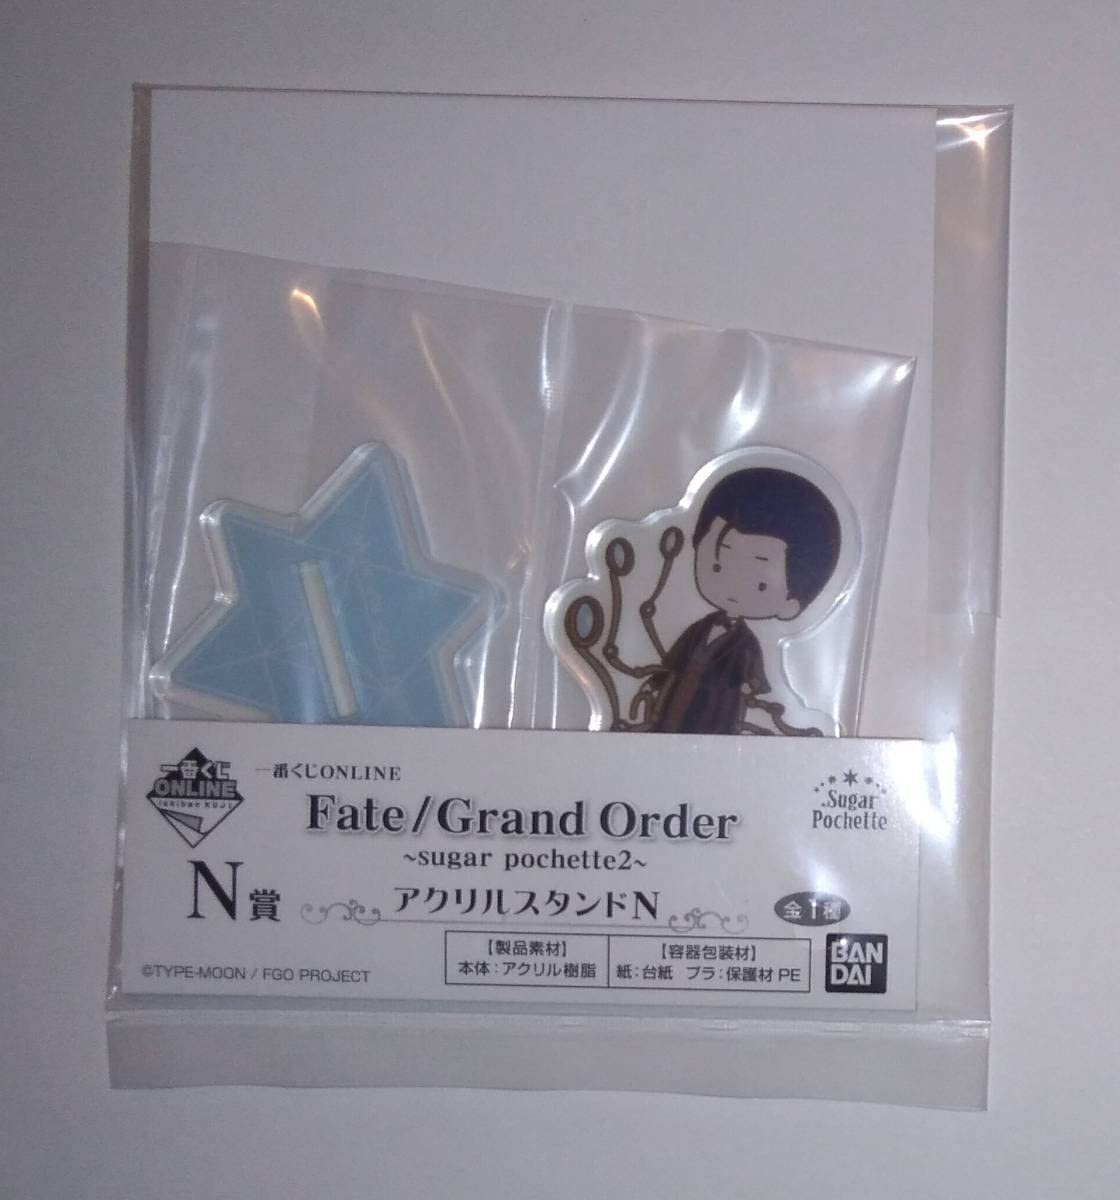 一番くじ
ONLINE
Ichiban KUJI
一番くじONLINE
Fate/Grand Order
~sugar pochette2~
Sugar
Pochette
N賞
アクリルスタンドN
全1種
【製品素材】
本体:アクリル樹脂
【容器包装材】
紙:台紙 プラ:保護材 PE
BAN
DAI
©TYPE-MOON / FGO PROJECT